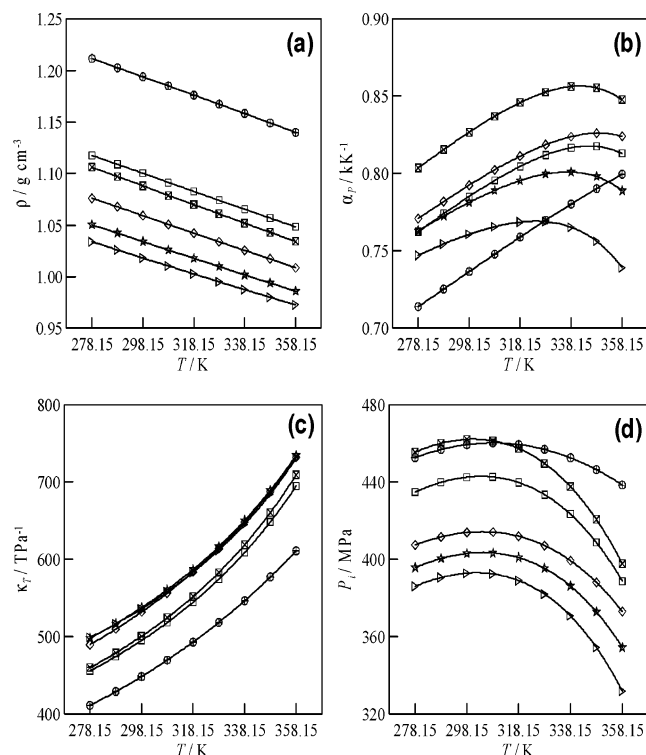 (a)
1.25
1.20
1.15
1.10
1.05
1.00
0.95
ρ / g cm⁻³
278.15 298.15 318.15 338.15 358.15
T / K
(b)
0.90
0.85
0.80
0.75
0.70
αₚ / kK⁻¹
278.15 298.15 318.15 338.15 358.15
T / K
(c)
800
700
600
500
400
κ_T / TPa⁻¹
278.15 298.15 318.15 338.15 358.15
T / K
(d)
480
440
400
360
320
Pᵢ / MPa
278.15 298.15 318.15 338.15 358.15
T / K